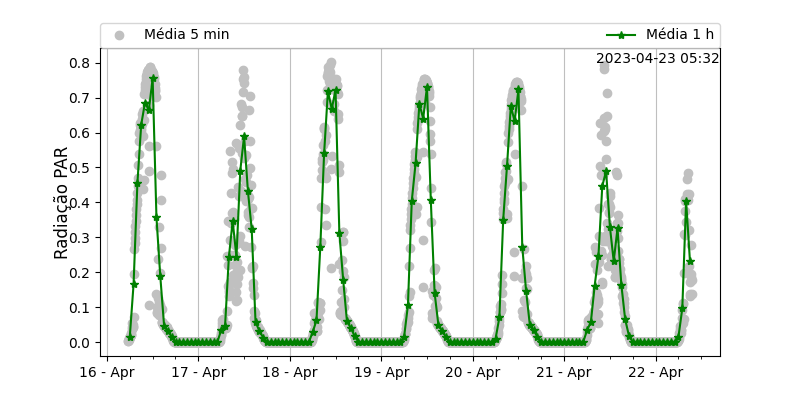 Média 5 min
Média 1 h
2023-04-23 05:32
Radiação PAR
0.8
0.7
0.6
0.5
0.4
0.3
0.2
0.1
0.0
16 - Apr
17 - Apr
18 - Apr
19 - Apr
20 - Apr
21 - Apr
22 - Apr